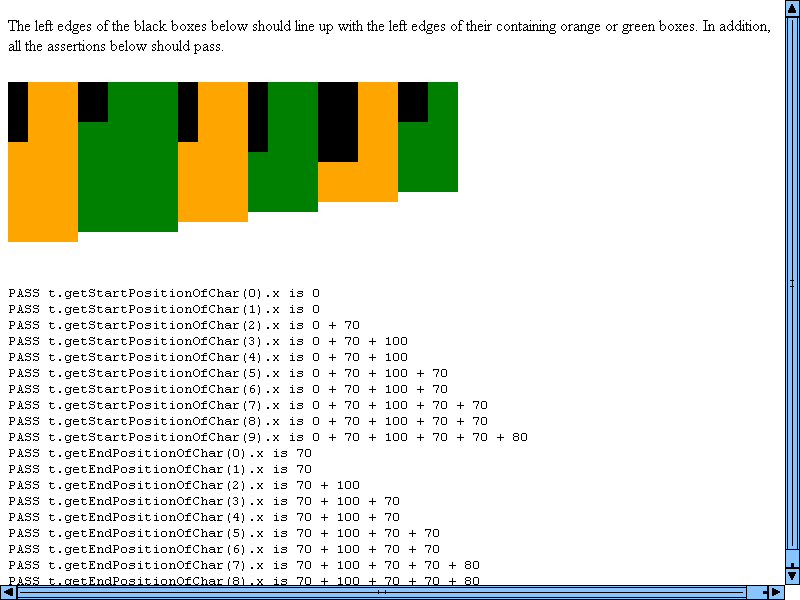 The left edges of the black boxes below should line up with the left edges of their containing orange or green boxes. In addition,
all the assertions below should pass.
PASS t.getStartPositionOfChar(0).x is 0
PASS t.getStartPositionOfChar(1).x is 0
PASS t.getStartPositionOfChar(2).x is 0 + 70
PASS t.getStartPositionOfChar(3).x is 0 + 70 + 100
PASS t.getStartPositionOfChar(4).x is 0 + 70 + 100
PASS t.getStartPositionOfChar(5).x is 0 + 70 + 100 + 70
PASS t.getStartPositionOfChar(6).x is 0 + 70 + 100 + 70
PASS t.getStartPositionOfChar(7).x is 0 + 70 + 100 + 70 + 70
PASS t.getStartPositionOfChar(8).x is 0 + 70 + 100 + 70 + 70
PASS t.getStartPositionOfChar(9).x is 0 + 70 + 100 + 70 + 70 + 80
PASS t.getEndPositionOfChar(0).x is 70
PASS t.getEndPositionOfChar(1).x is 70
PASS t.getEndPositionOfChar(2).x is 70 + 100
PASS t.getEndPositionOfChar(3).x is 70 + 100 + 70
PASS t.getEndPositionOfChar(4).x is 70 + 100 + 70
PASS t.getEndPositionOfChar(5).x is 70 + 100 + 70 + 70
PASS t.getEndPositionOfChar(6).x is 70 + 100 + 70 + 70
PASS t.getEndPositionOfChar(7).x is 70 + 100 + 70 + 70 + 80
PASS t.getEndPositionOfChar(8).x is 70 + 100 + 70 + 70 + 80